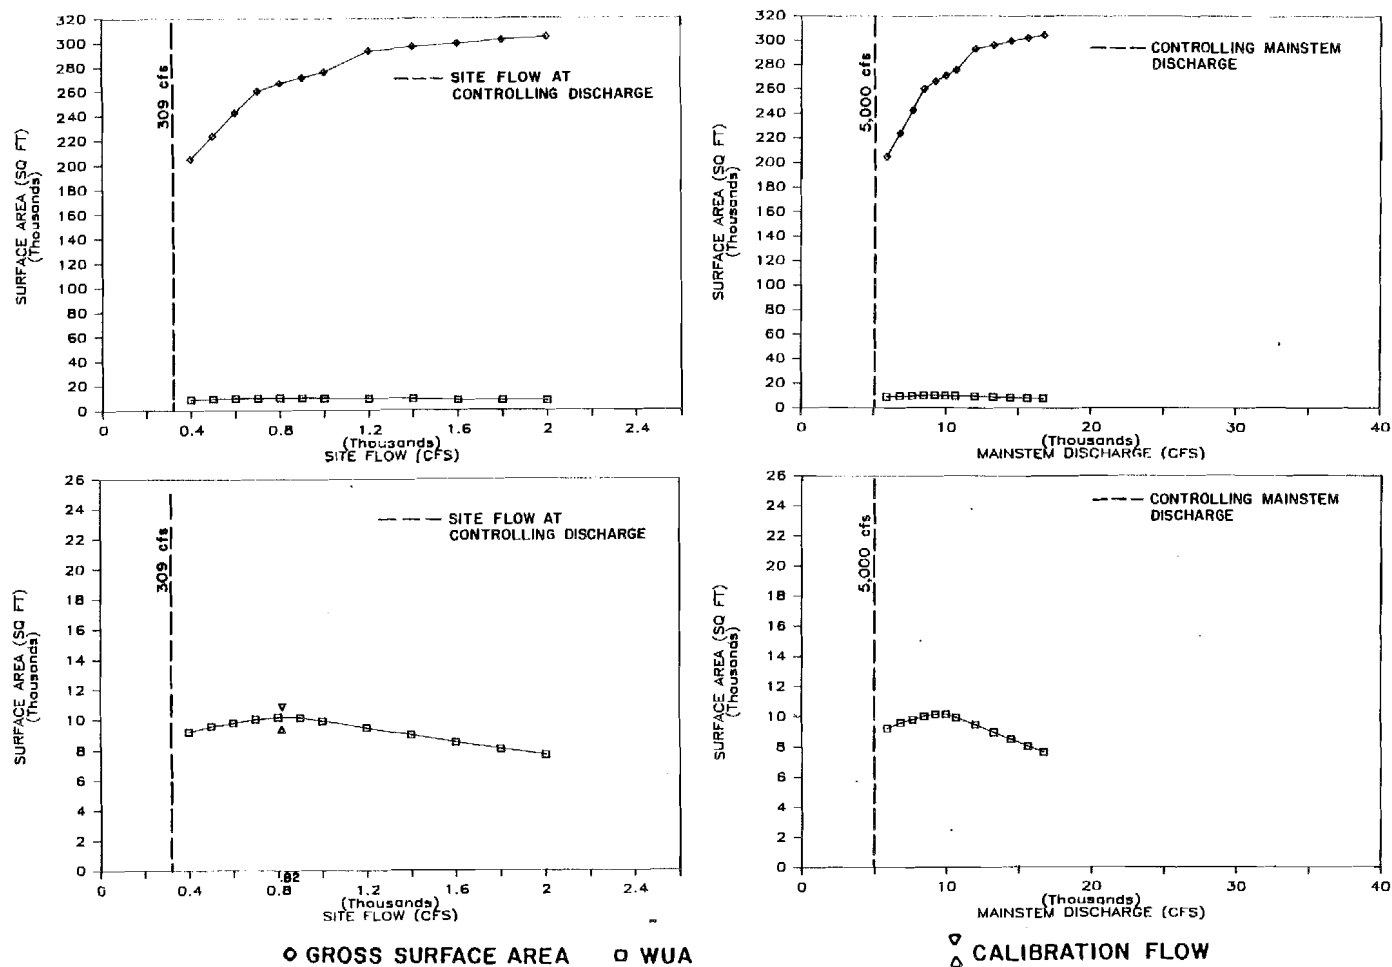 320
300
280
260
240
220
200
180
160
140
120
100
80
60
40
20
0
SURFACE AREA (SQ FT)
(Thousands)
309 cfs
SITE FLOW AT
CONTROLLING DISCHARGE
0 0.4 0.8 1.2 1.6 2 2.4
(Thousands)
SITE FLOW (CFS)
320
300
280
260
240
220
200
180
160
140
120
100
80
60
40
20
0
SURFACE AREA (SQ FT)
(Thousands)
5,000 cfs
CONTROLLING MAINSTEM
DISCHARGE
0 10 20 30 40
(Thousands)
MAINSTEM DISCHARGE (CFS)
26
24
22
20
18
16
14
12
10
8
6
4
2
0
SURFACE AREA (SQ FT)
(Thousands)
309 cfs
SITE FLOW AT
CONTROLLING DISCHARGE
.82
0 0.4 0.8 1.2 1.6 2 2.4
(Thousands)
SITE FLOW (CFS)
26
24
22
20
18
16
14
12
10
8
6
4
2
0
SURFACE AREA (SQ FT)
(Thousands)
5,000 cfs
CONTROLLING MAINSTEM
DISCHARGE
0 10 20 30 40
(Thousands)
MAINSTEM DISCHARGE (CFS)
GROSS SURFACE AREA WUA CALIBRATION FLOW